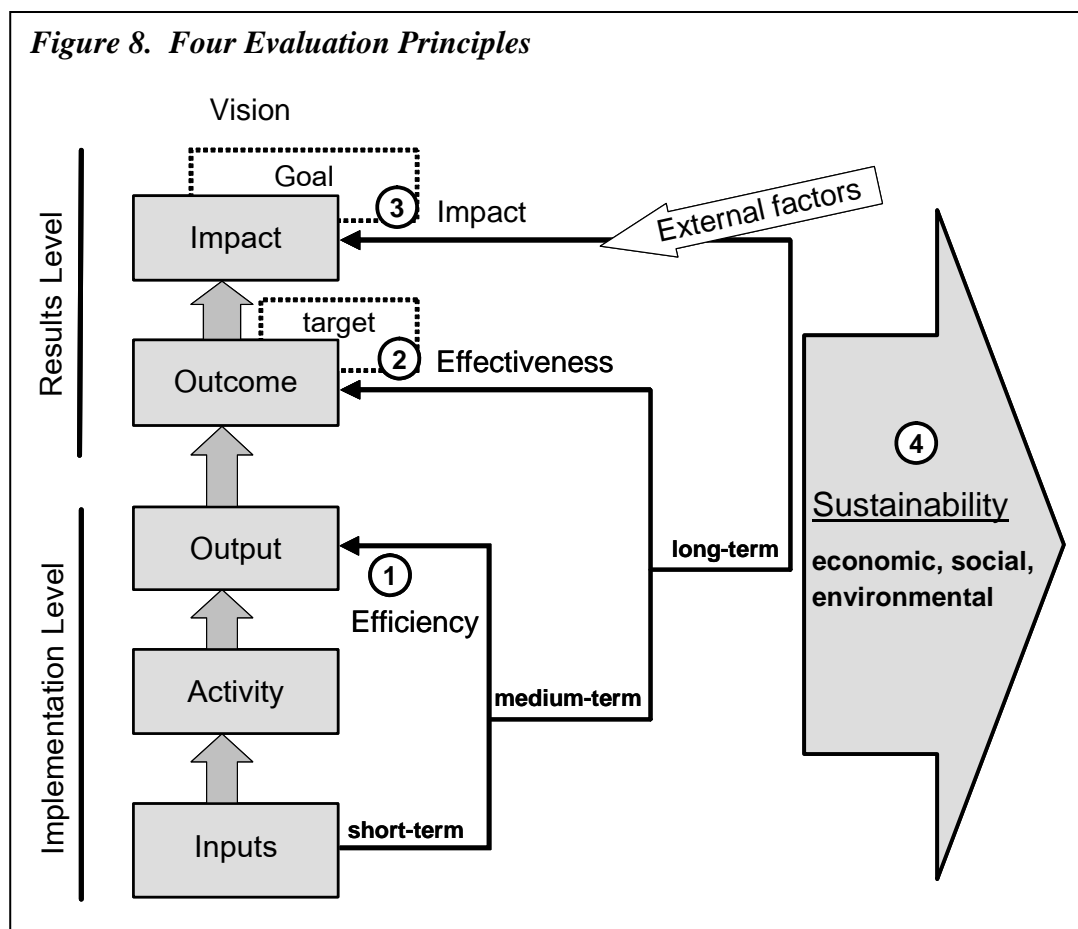 Figure 8. Four Evaluation Principles
Vision
Goal
3
Impact
External factors
Impact
Results Level
target
2
Effectiveness
Outcome
4
Sustainability
economic, social,
environmental
Output
long-term
1
Efficiency
Implementation Level
Activity
medium-term
Inputs
short-term